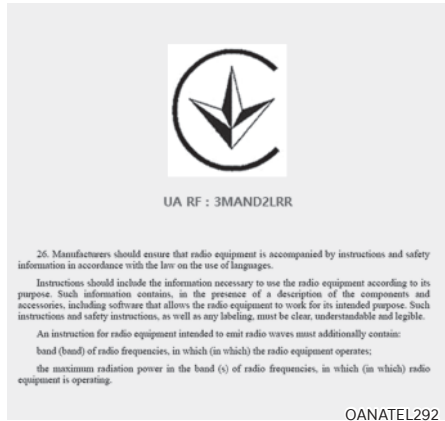 UA RF : 3MAND2LRR
26. Manufacturers should ensure that radio equipment is accompanied by instructions and safety
information in accordance with the law on the use of languages.
Instructions should include the information necessary to use the radio equipment according to its
purpose. Such information contains, in the presence of a description of the components and
accessories, including software that allows the radio equipment to work for its intended purpose. Such
instructions and safety instructions, as well as any labeling, must be clear, understandable and legible.
An instruction for radio equipment intended to emit radio waves must additionally contain:
band (band) of radio frequencies, in which (in which) the radio equipment operates;
the maximum radiation power in the band (s) of radio frequencies, in which (in which) radio
equipment is operating.
OANATEL292